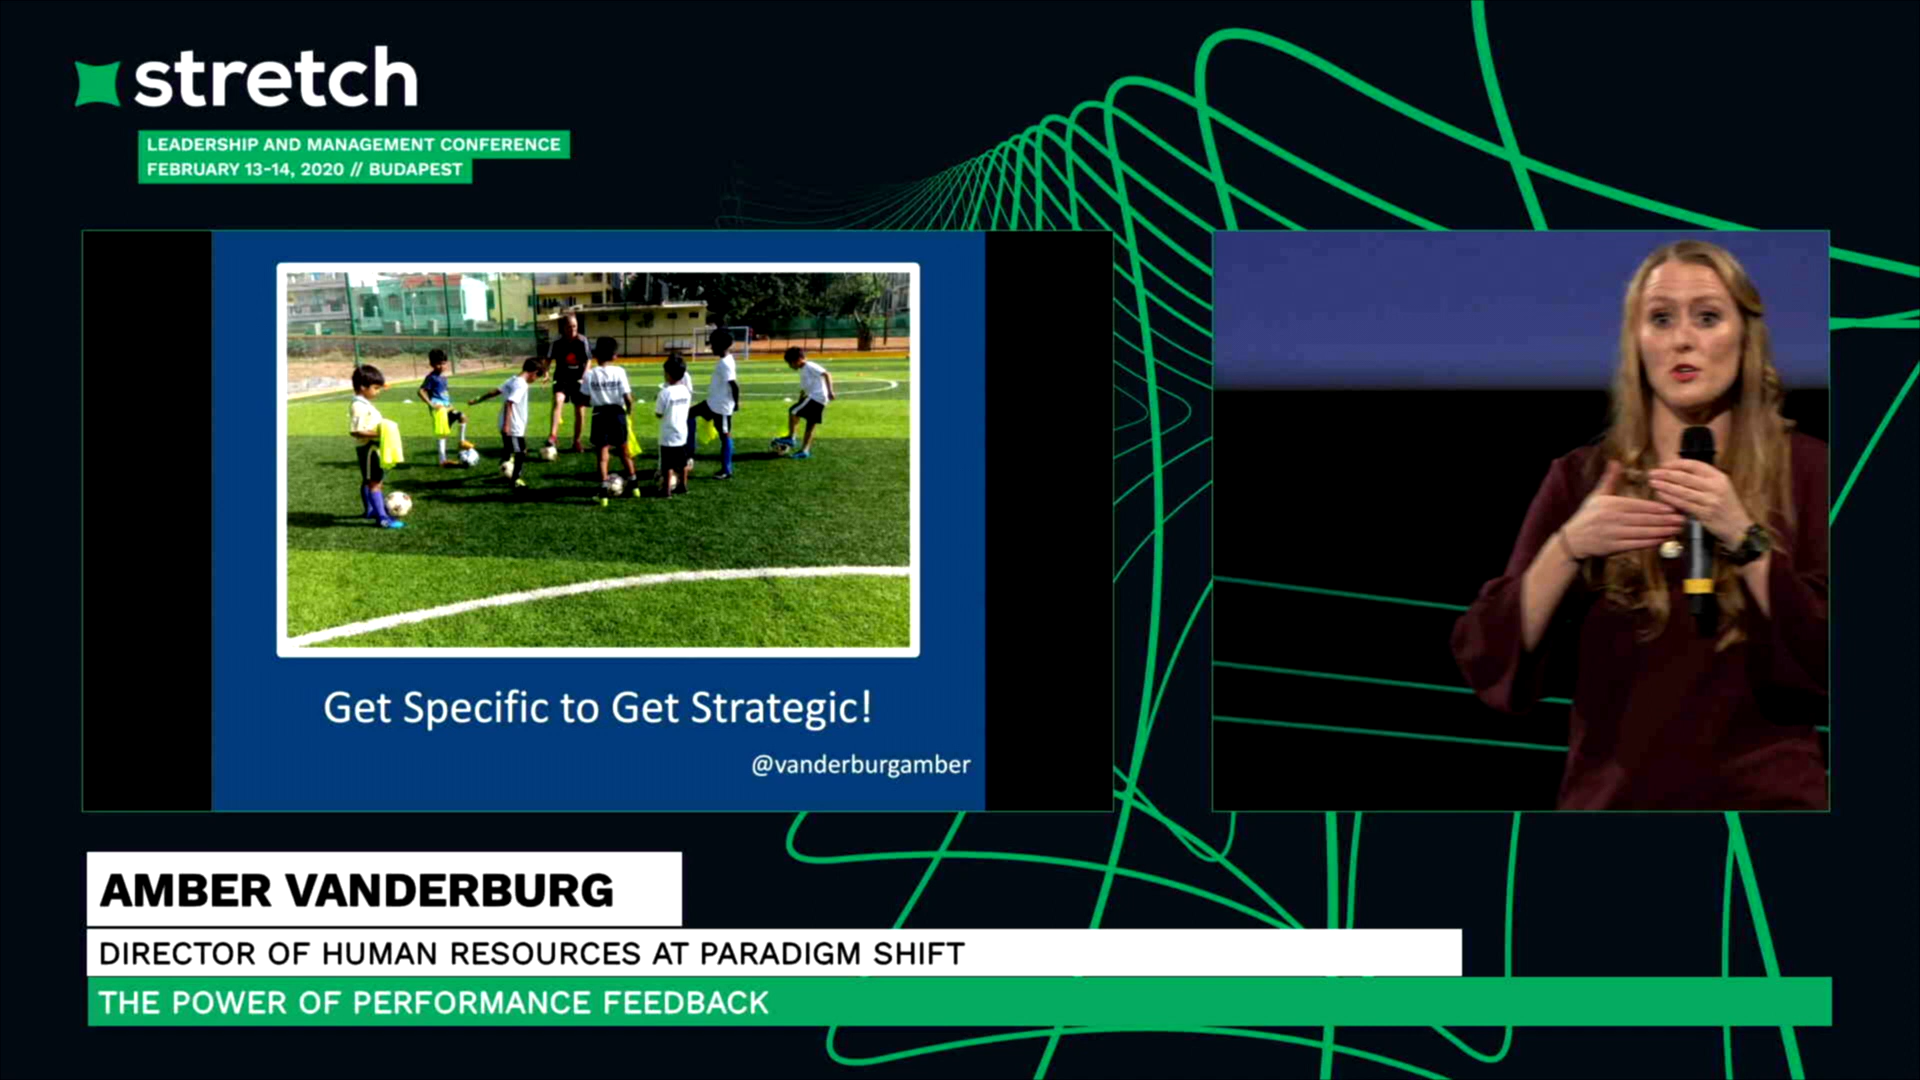 stretch
LEADERSHIP AND MANAGEMENT CONFERENCE
FEBRUARY 13-14, 2020 // BUDAPEST
Get Specific to Get Strategic!
@vanderburgamber
AMBER VANDERBURG
DIRECTOR OF HUMAN RESOURCES AT PARADIGM SHIFT
THE POWER OF PERFORMANCE FEEDBACK